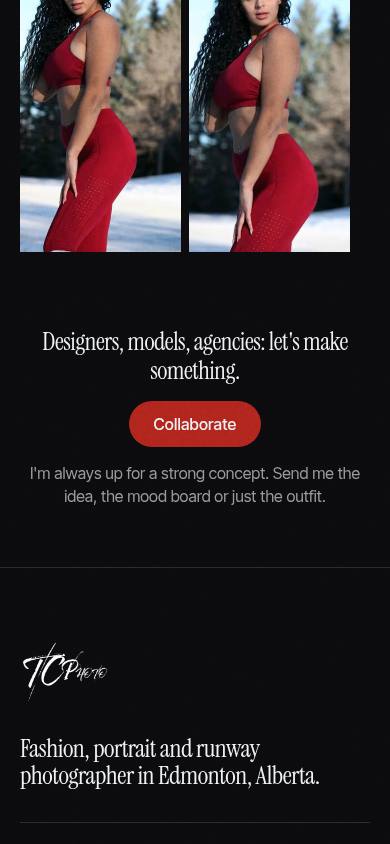 Designers, models, agencies: let's make
something.
Collaborate
I'm always up for a strong concept. Send me the
idea, the mood board or just the outfit.
TCPHOTO
Fashion, portrait and runway
photographer in Edmonton, Alberta.